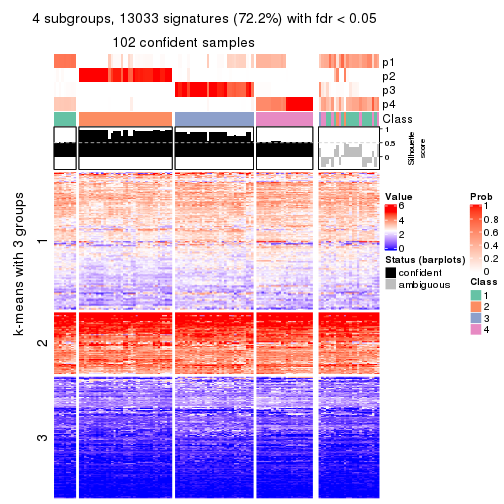 4 subgroups, 13033 signatures (72.2%) with fdr < 0.05
102 confident samples
p1
p2
p3
p4
Class
1
0.5
0
Silhouette
score
k-means with 3 groups
1
2
3
Value
6
4
2
0
Status (barplots)
confident
ambiguous
Prob
1
0.8
0.6
0.4
0.2
0
Class
1
2
3
4